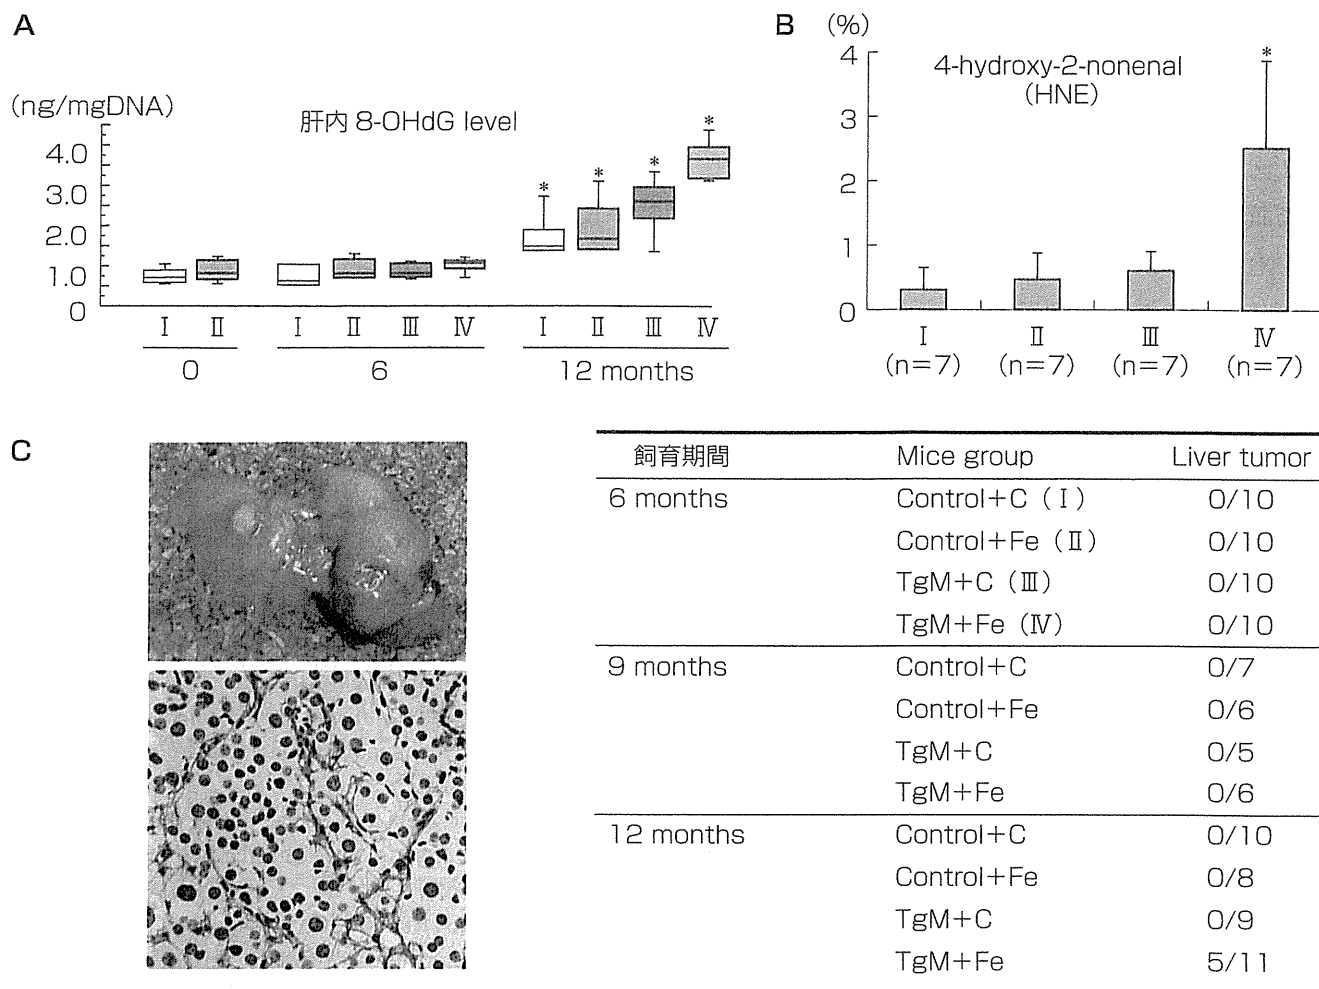 A
(ng/mgDNA)
肝内 8-OHdG level
4.0
3.0
2.0
1.0
0
* * * *
I Ⅱ I Ⅱ Ⅲ Ⅳ I Ⅱ Ⅲ Ⅳ
0 6 12 months
B (%)
4-hydroxy-2-nonenal
(HNE)
4
3
2
1
0
*
I Ⅱ Ⅲ Ⅳ
(n=7) (n=7) (n=7) (n=7)
C
飼育期間 Mice group Liver tumor
6 months Control+C（I） 0/10
Control+Fe（Ⅱ） 0/10
TgM+C（Ⅲ） 0/10
TgM+Fe（Ⅳ） 0/10
9 months Control+C 0/7
Control+Fe 0/6
TgM+C 0/5
TgM+Fe 0/6
12 months Control+C 0/10
Control+Fe 0/8
TgM+C 0/9
TgM+Fe 5/11